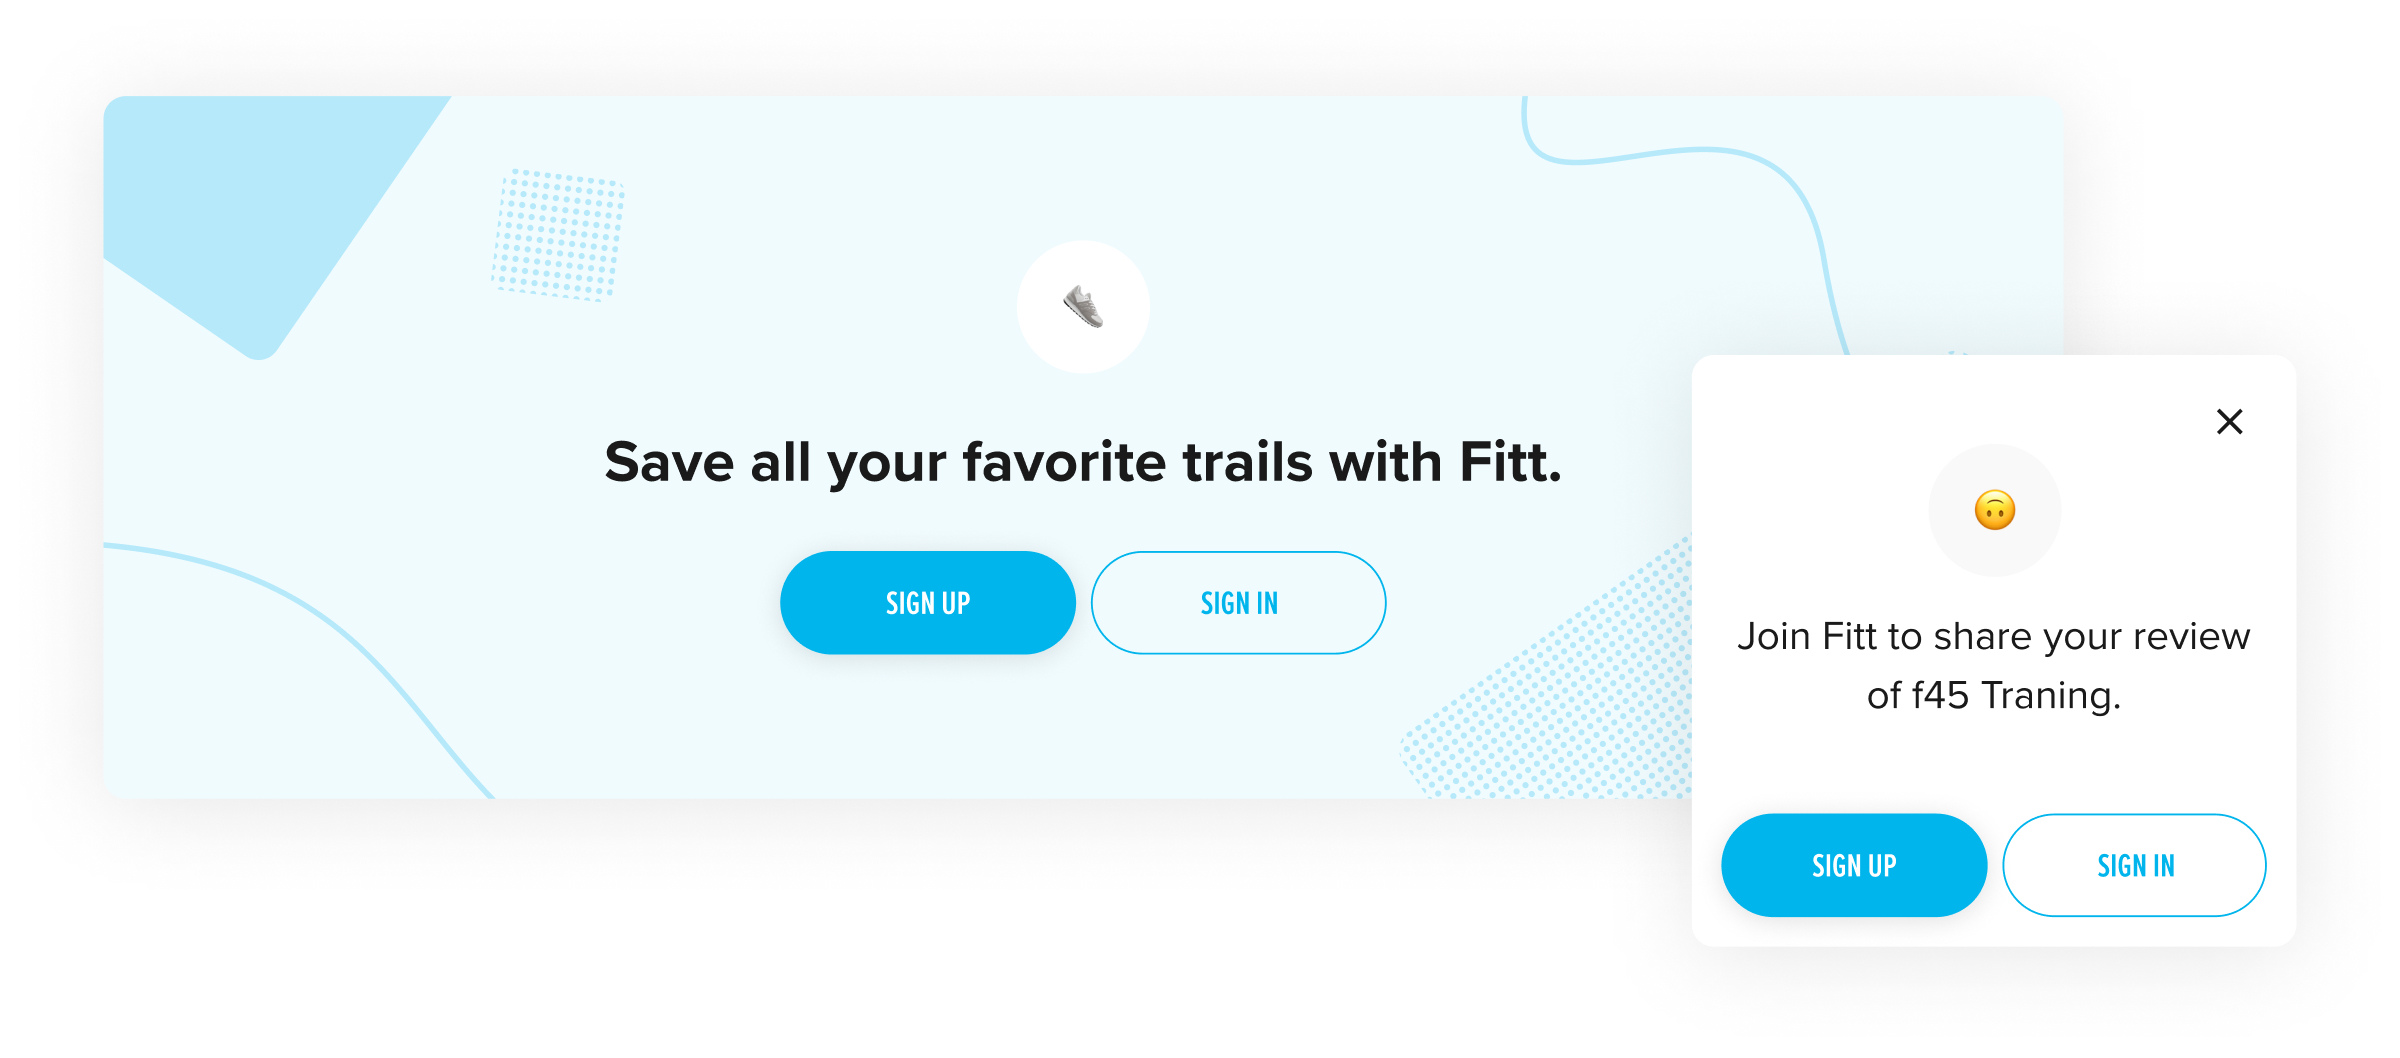 Save all your favorite trails with Fitt.
SIGN UP
SIGN IN
Join Fitt to share your review
of f45 Traning.
SIGN UP
SIGN IN